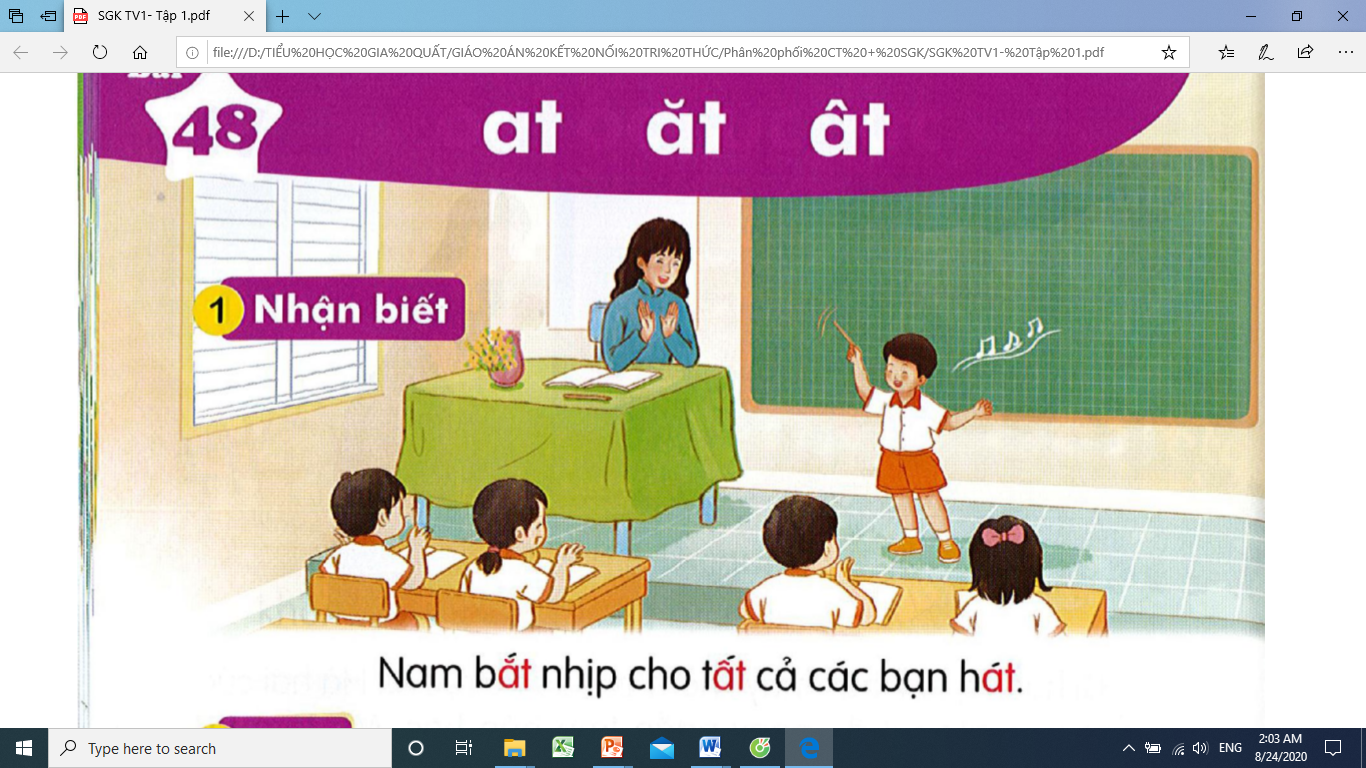 SGK TV1- Tập 1.pdf
file:///D:/TIỂU%20HỌC%20GIA%20QUẤT/GIÁO%20ÁN%20KẾT%20NỐI%20TRI%20THỨC/Phân%20phối%20CT%20+%20SGK/SGK%20TV1-%20Tập%201.pdf
Bài
48 at ăt ât
1 Nhận biết
Nam bắt nhịp cho tất cả các bạn hát.
Type here to search
ENG
2:03 AM
8/24/2020